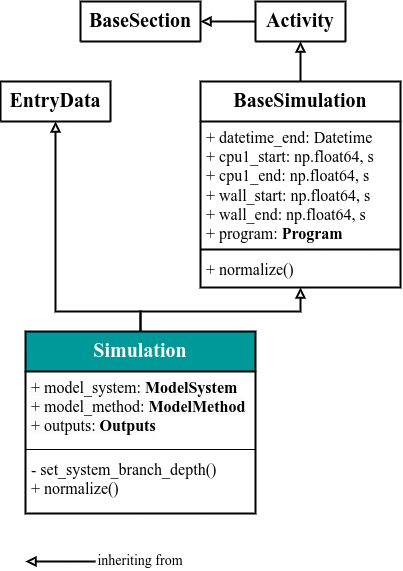 BaseSection
Activity
EntryData
BaseSimulation
+ datetime_end: Datetime
+ cpu1_start: np.float64, s
+ cpu1_end: np.float64, s
+ wall_start: np.float64, s
+ wall_end: np.float64, s
+ program: Program
+ normalize()
Simulation
+ model_system: ModelSystem
+ model_method: ModelMethod
+ outputs: Outputs
- set_system_branch_depth()
+ normalize()
inheriting from